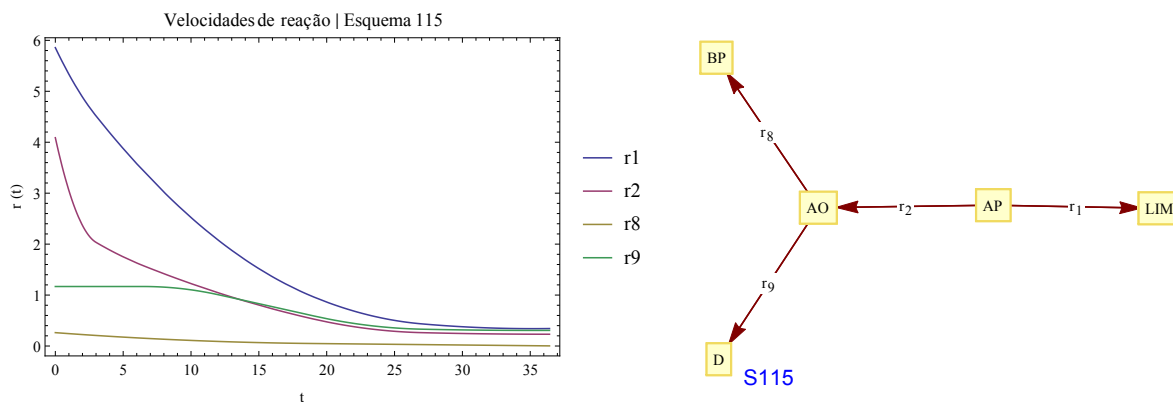 Velocidades de reação | Esquema 115
r (t)
6
5
4
3
2
1
0
0 5 10 15 20 25 30 35
t
r1
r2
r8
r9
BP
r8
AO
r2
AP
r1
LIM
r9
D
S115